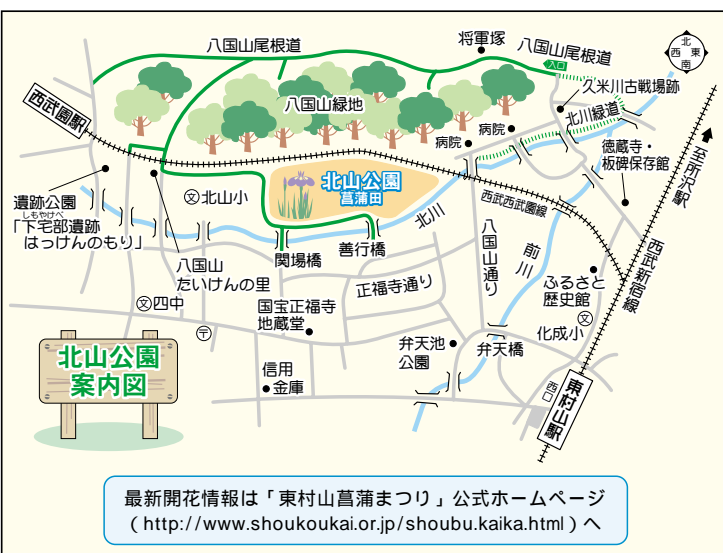 八国山尾根道
将軍塚
八国山尾根道
北
西 東
南
入口
久米川古戦場跡
西武園駅
八国山緑地
北川緑道
病院
病院
徳蔵寺・
板碑保存館
至所沢駅
北山公園
菖蒲田
文北山小
遺跡公園
しもやけべ
「下宅部遺跡
はっけんのもり」
西武西武園線
北川
八国山
たいけんの里
関場橋
善行橋
八国山通り
前川
西武新宿線
正福寺通り
ふるさと
歴史館
文四中
〒
国宝正福寺
地蔵堂
文
化成小
弁天池
公園
弁天橋
北山公園
案内図
信用
金庫
西口
東村山駅
最新開花情報は「東村山菖蒲まつり」公式ホームページ
（http://www.shoukoukai.or.jp/shoubu.kaika.html）へ